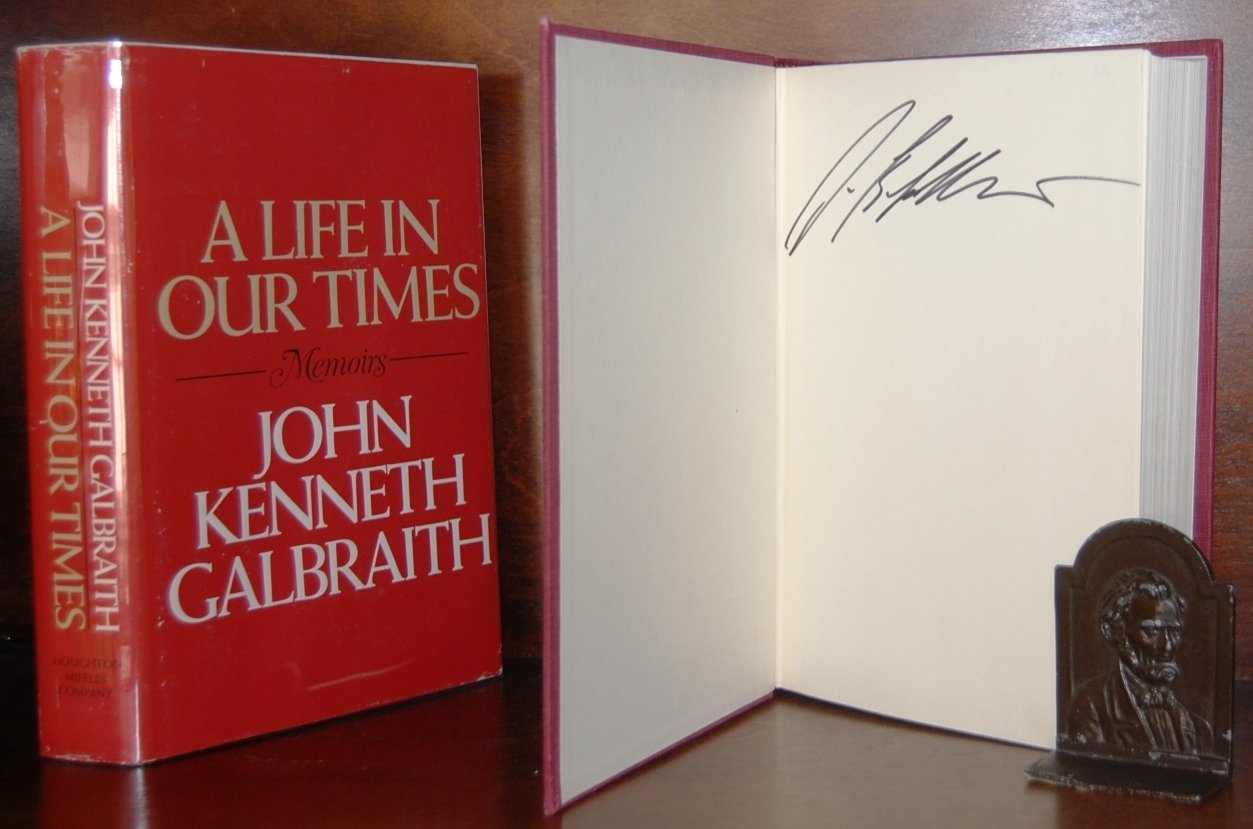 JOHN KENNETH GALBRAITH
A LIFE IN OUR TIMES
HOUGHTON
MIFFLIN
COMPANY
A LIFE IN
OUR TIMES
Memoirs
JOHN
KENNETH
GALBRAITH